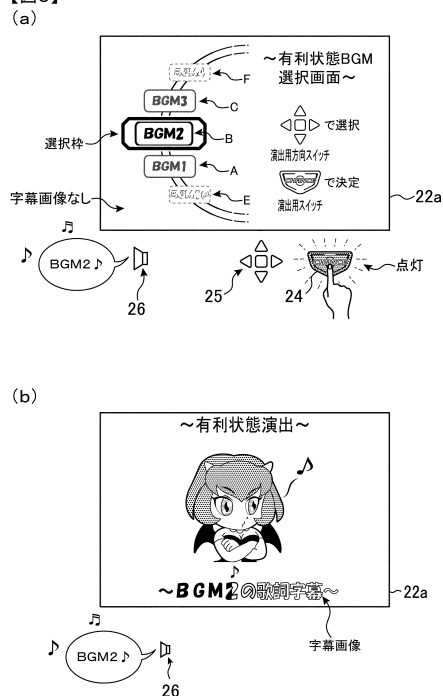 (a)
～有利状態BGM
選択画面～
F
BGM3
C
選択枠
BGM2
B
で選択
演出用方向スイッチ
BGM1
A
で決定
字幕画像なし
E
演出用スイッチ
22a
BGM2♪
26
25
24
点灯
(b)
～有利状態演出～
～BGM2の歌詞字幕～
22a
字幕画像
BGM2♪
26